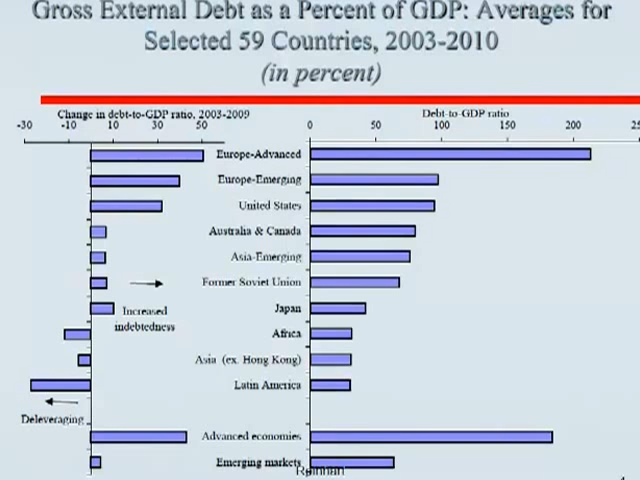 Gross External Debt as a Percent of GDP: Averages for
Selected 59 Countries, 2003-2010
(in percent)
Change in debt-to-GDP ratio, 2003-2009
Debt-to-GDP ratio
-30 -10 10 30 50
0 50 100 150 200
Europe-Advanced
Europe-Emerging
United States
Australia & Canada
Asia-Emerging
Former Soviet Union
Japan
Increased
indebtedness
Africa
Asia (ex. Hong Kong)
Latin America
Deleveraging
Advanced economies
Emerging markets